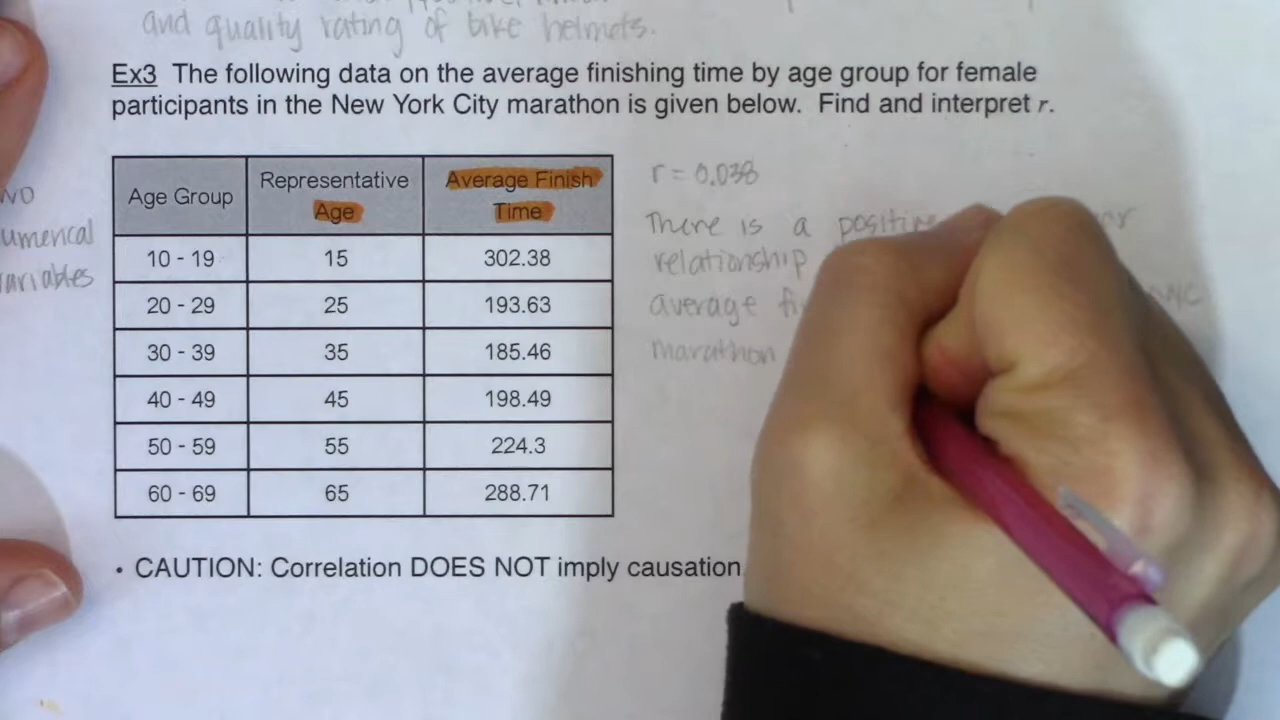 and quality rating of bike helmets.
Ex3 The following data on the average finishing time by age group for female
participants in the New York City marathon is given below. Find and interpret r.
Age Group Representative Age Average Finish Time
10 - 19 15 302.38
20 - 29 25 193.63
30 - 39 35 185.46
40 - 49 45 198.49
50 - 59 55 224.3
60 - 69 65 288.71
r = 0.038
There is a positive
relationship
average
marathon
umerical
ariables
• CAUTION: Correlation DOES NOT imply causation